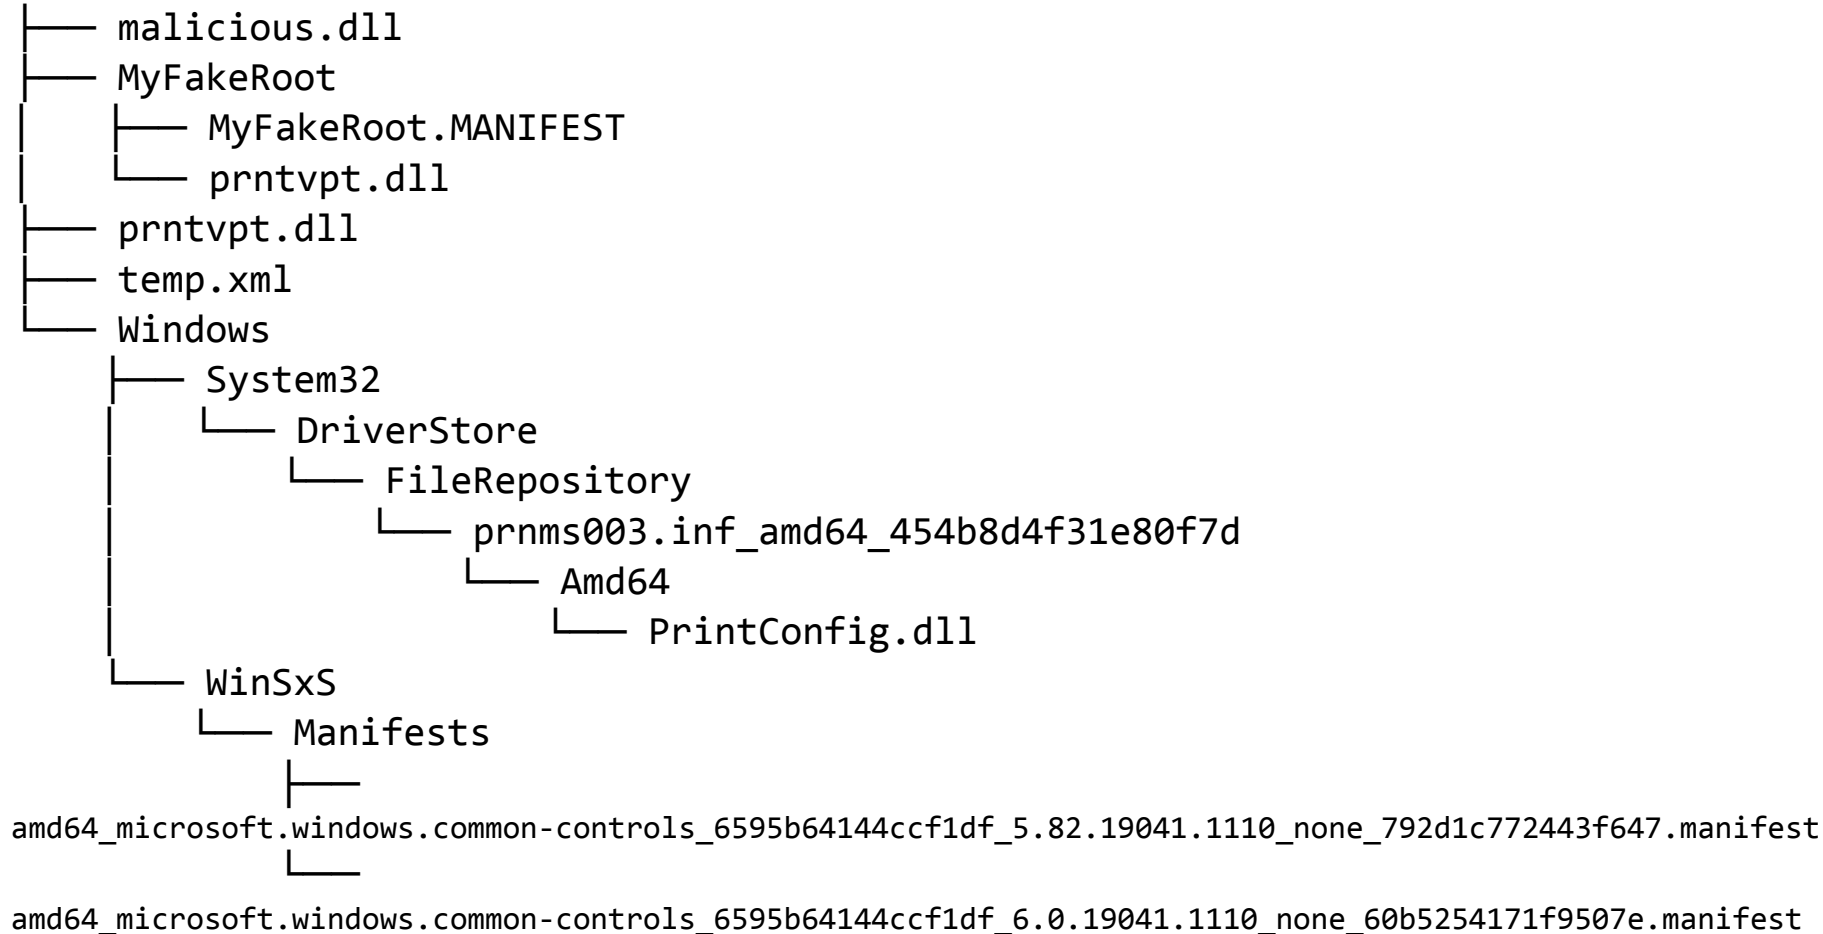 ├── malicious.dll
├── MyFakeRoot
│   ├── MyFakeRoot.MANIFEST
│   └── prntvpt.dll
├── prntvpt.dll
├── temp.xml
└── Windows
    ├── System32
    │   └── DriverStore
    │       └── FileRepository
    │           └── prnms003.inf_amd64_454b8d4f31e80f7d
    │               └── Amd64
    │                   └── PrintConfig.dll
    └── WinSxS
        └── Manifests
            ├──
amd64_microsoft.windows.common-controls_6595b64144ccf1df_5.82.19041.1110_none_792d1c772443f647.manifest
            └──
amd64_microsoft.windows.common-controls_6595b64144ccf1df_6.0.19041.1110_none_60b5254171f9507e.manifest